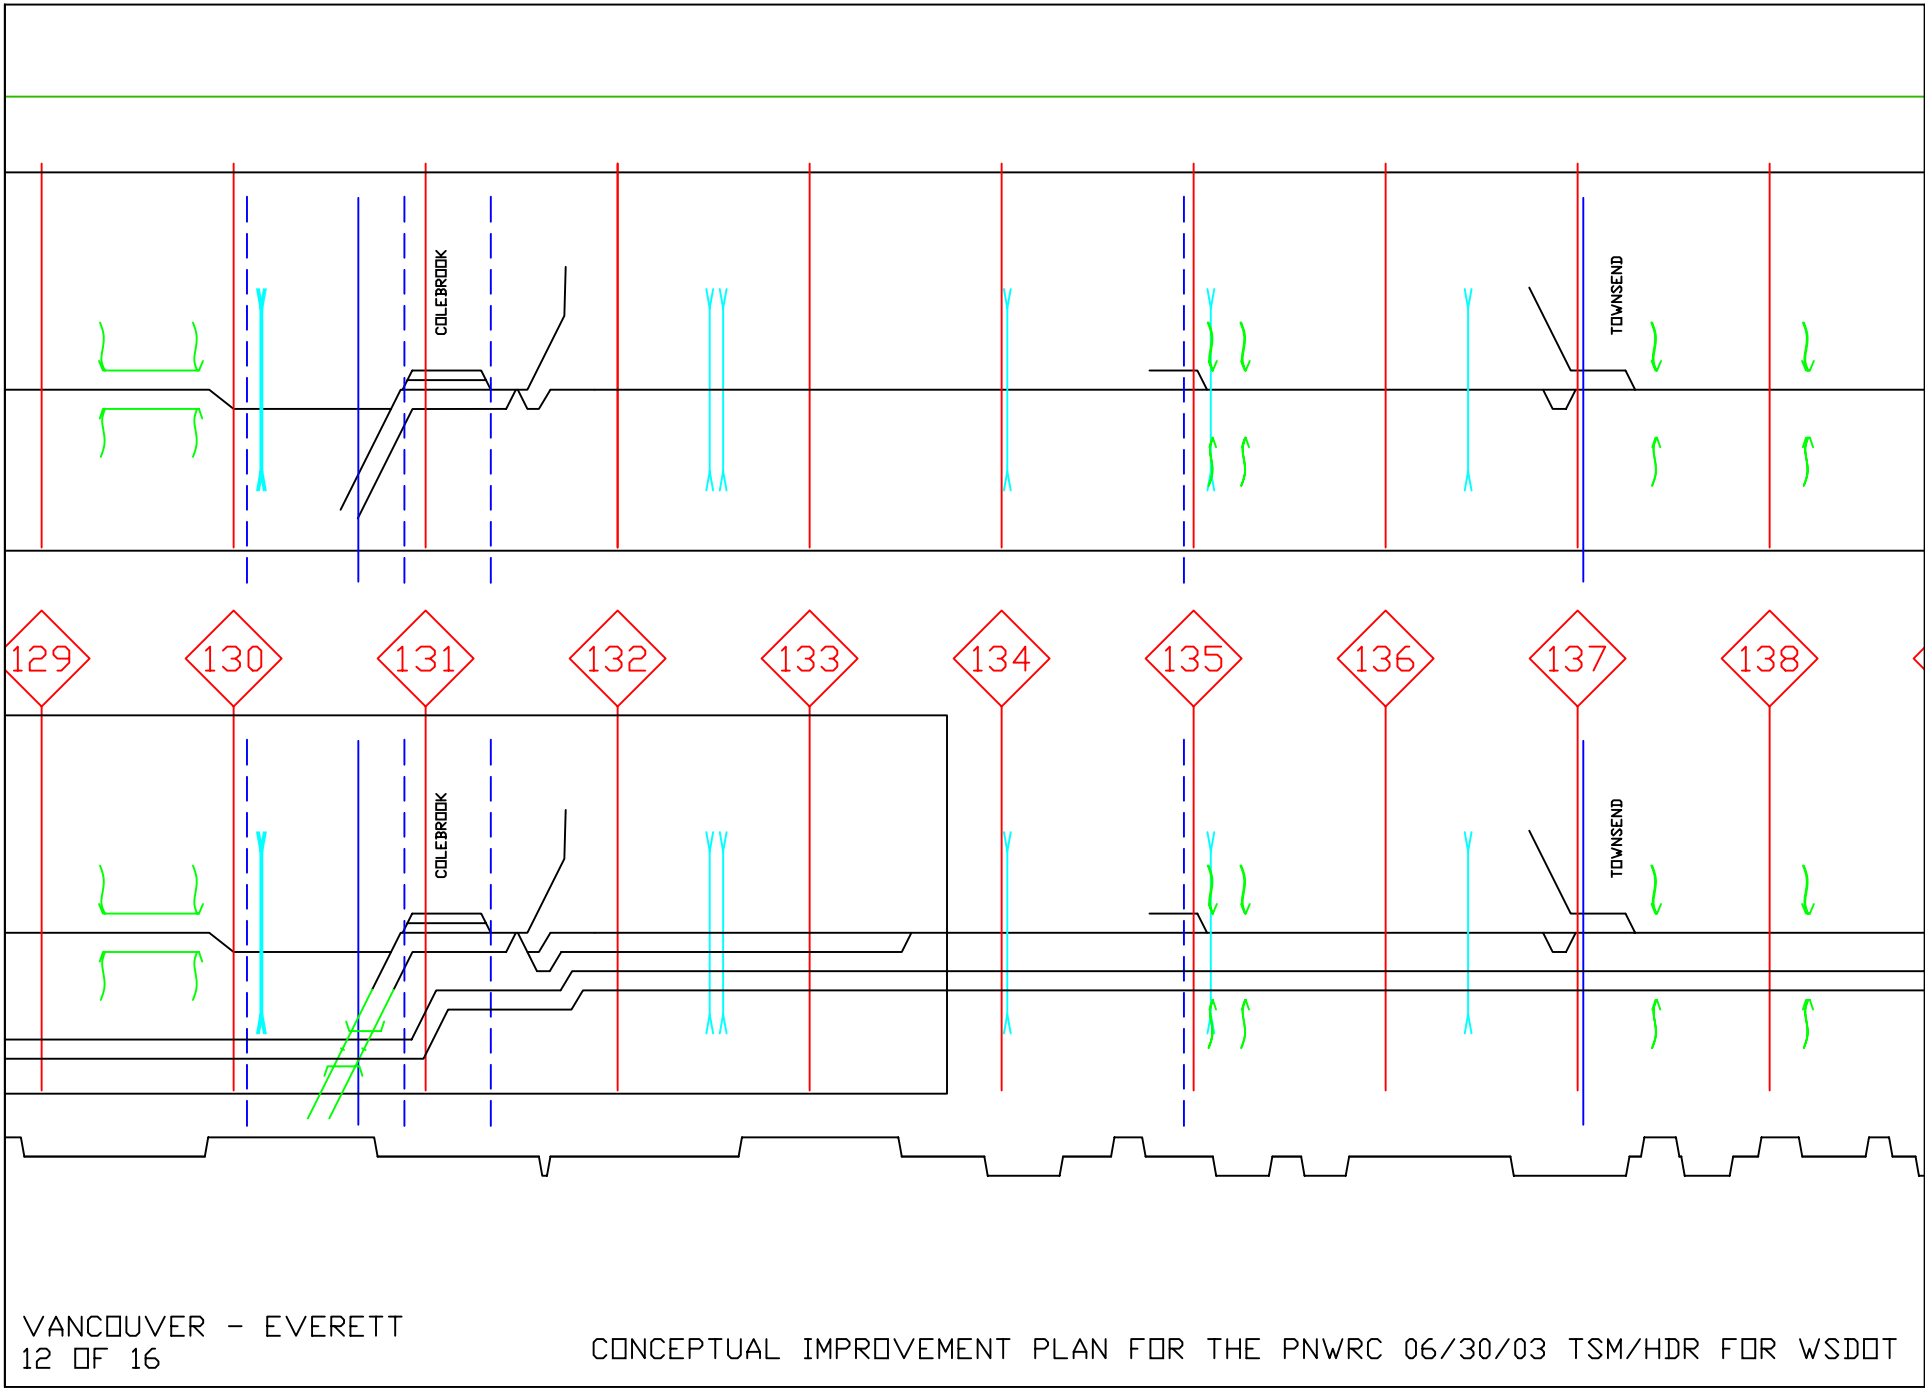 COLEBROOK
TOWNSEND
129 130 131 132 133 134 135 136 137 138
COLEBROOK
TOWNSEND
VANCOUVER - EVERETT
12 OF 16
CONCEPTUAL IMPROVEMENT PLAN FOR THE PNWRC 06/30/03 TSM/HDR FOR WSDOT